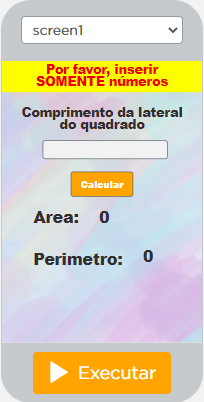 screen1
Por favor, inserir
SOMENTE números
Comprimento da lateral
do quadrado
Calcular
Area: 0
Perimetro: 0
Executar